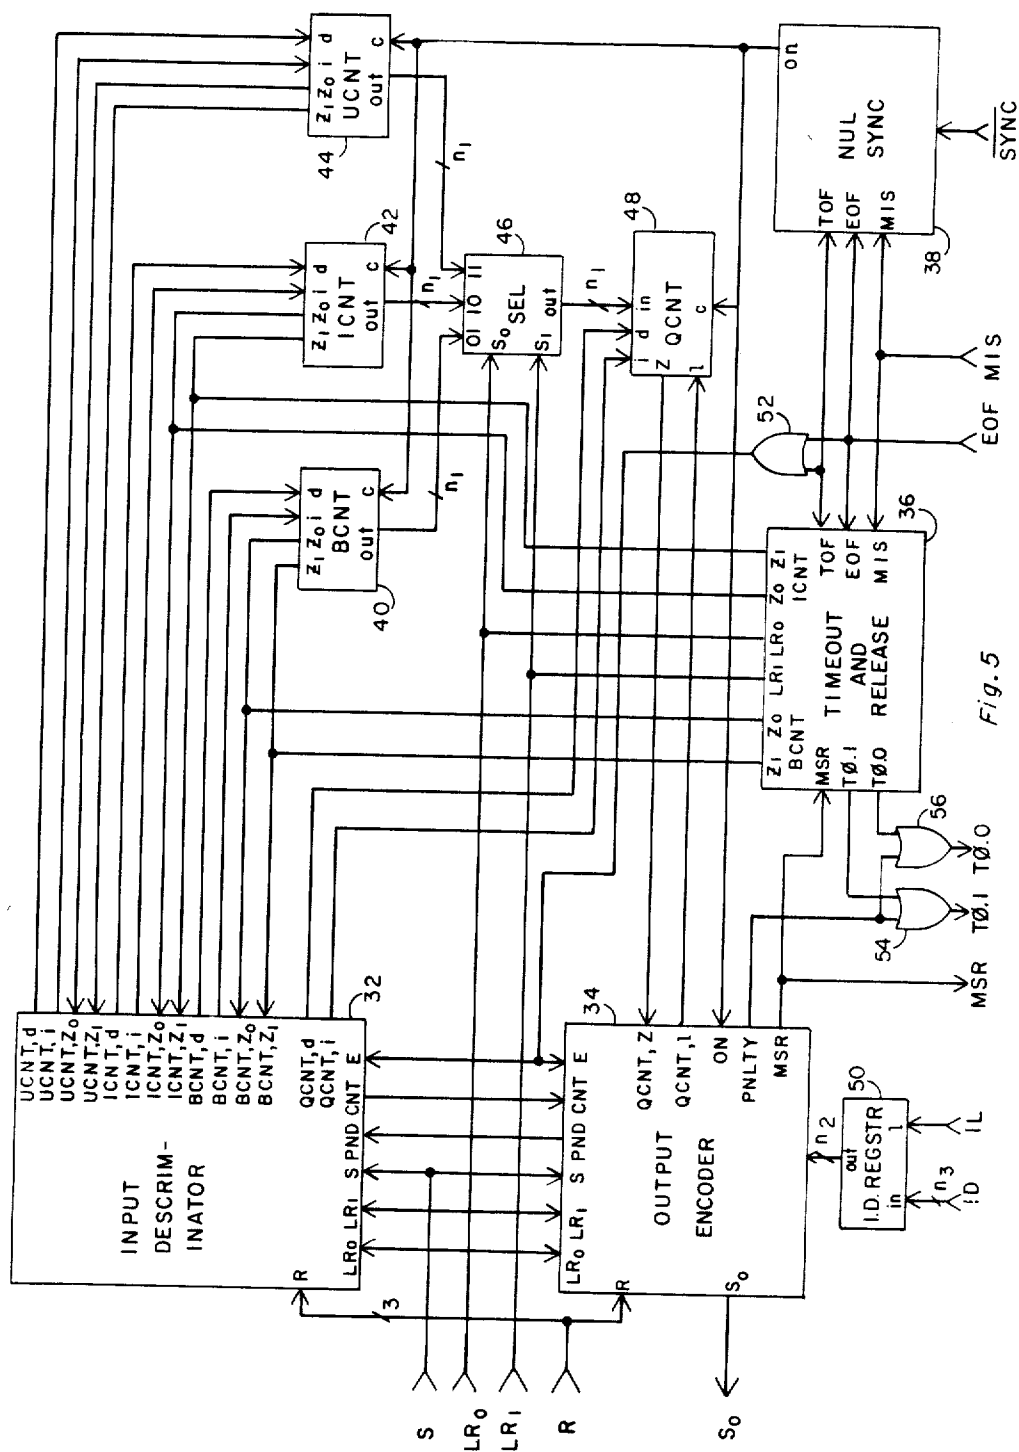 UCNT,d
UCNT,i
UCNT,Z0
UCNT,Z1
ICNT,d
ICNT,i
ICNT,Z0
ICNT,Z1
BCNT,d
BCNT,i
BCNT,Z0
BCNT,Z1
QCNT,d
QCNT,i
INPUT
DESCRIM-
INATOR
R
LR0 LR1 S PND CNT E
32
3
Z1 Z0 i d
UCNT
out c
44
Z1 Z0 i d
ICNT
out c
42
Z1 Z0 i d
BCNT
out c
40
n1
n1
n1
01 10 11
S0 SEL
S1 out
46
n1
i d in
Z QCNT
l c
48
S
LR0
LR1
R
S0
LR0 LR1 S PND CNT E
R
OUTPUT
ENCODER
QCNT,Z
QCNT,l
ON
PNLTY
MSR
S0
34
n2
out 50
I.D. REGSTR
in l
n3
ID IL
MSR
54
56
TØ.1 TØ.0
Z1 Z0 LR1 LR0 Z0 Z1
BCNT ICNT
MSR TIMEOUT TOF
TØ.1 AND EOF
TØ.0 RELEASE MIS
36
52
EOF MIS
on
NUL
SYNC
TOF
EOF
MIS
38
SYNC
Fig. 5